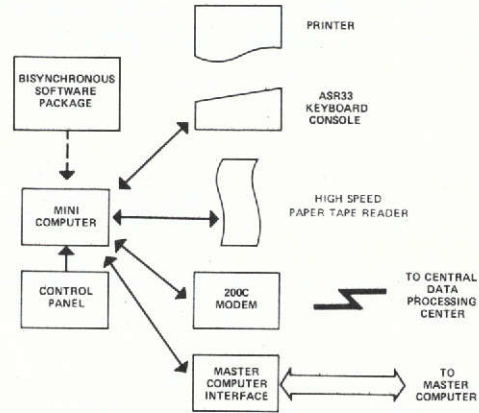 PRINTER
BISYNCHRONOUS
SOFTWARE
PACKAGE
ASR33
KEYBOARD
CONSOLE
MINI
COMPUTER
HIGH SPEED
PAPER TAPE READER
CONTROL
PANEL
200C
MODEM
TO CENTRAL
DATA
PROCESSING
CENTER
MASTER
COMPUTER
INTERFACE
TO
MASTER
COMPUTER